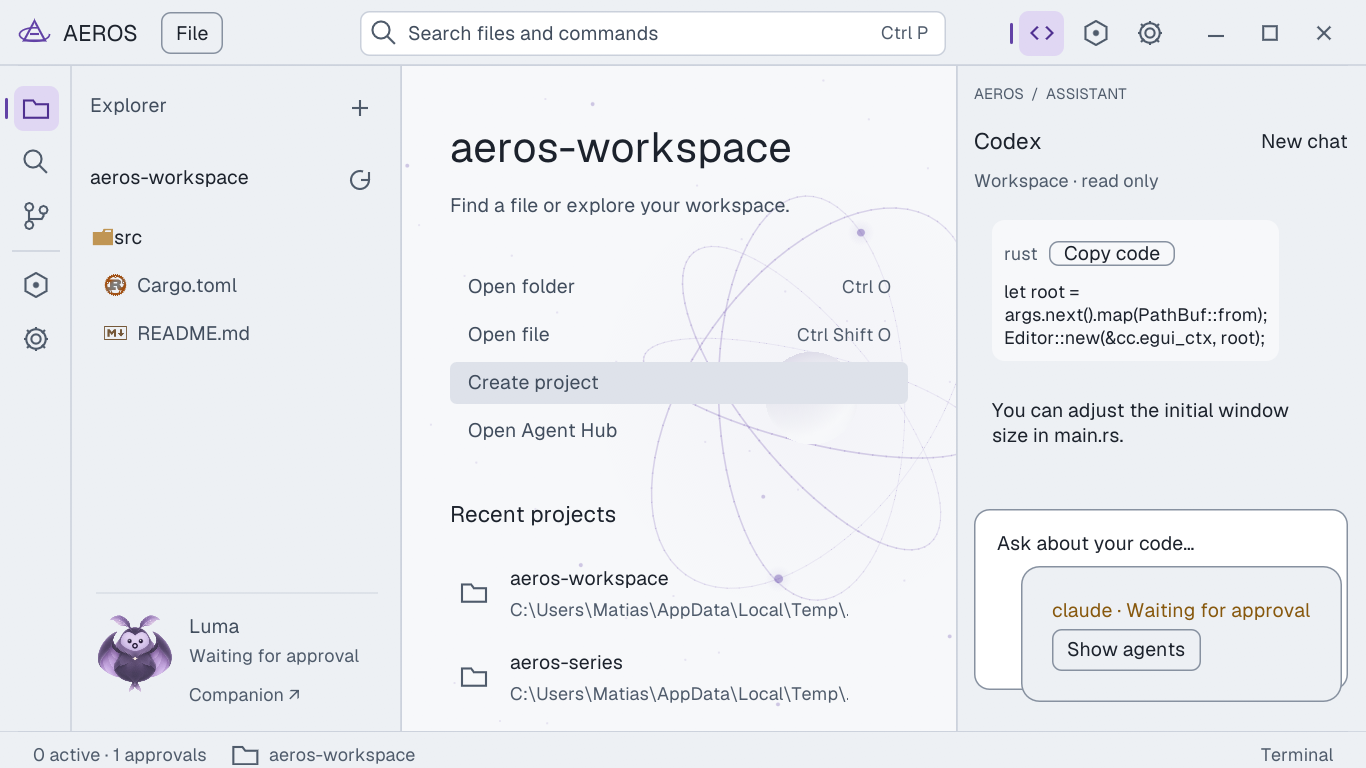 AEROS
File
Search files and commands
Ctrl P
Explorer
aeros-workspace
src
Cargo.toml
README.md
Luma
Waiting for approval
Companion ↗
aeros-workspace
Find a file or explore your workspace.
Open folder
Ctrl O
Open file
Ctrl Shift O
Create project
Open Agent Hub
Recent projects
aeros-workspace
C:\Users\Matias\AppData\Local\Temp\.
aeros-series
C:\Users\Matias\AppData\Local\Temp\.
AEROS / ASSISTANT
Codex
New chat
Workspace · read only
rust
Copy code
let root =
args.next().map(PathBuf::from);
Editor::new(&cc.egui_ctx, root);
You can adjust the initial window
size in main.rs.
Ask about your code…
claude · Waiting for approval
Show agents
0 active · 1 approvals
aeros-workspace
Terminal